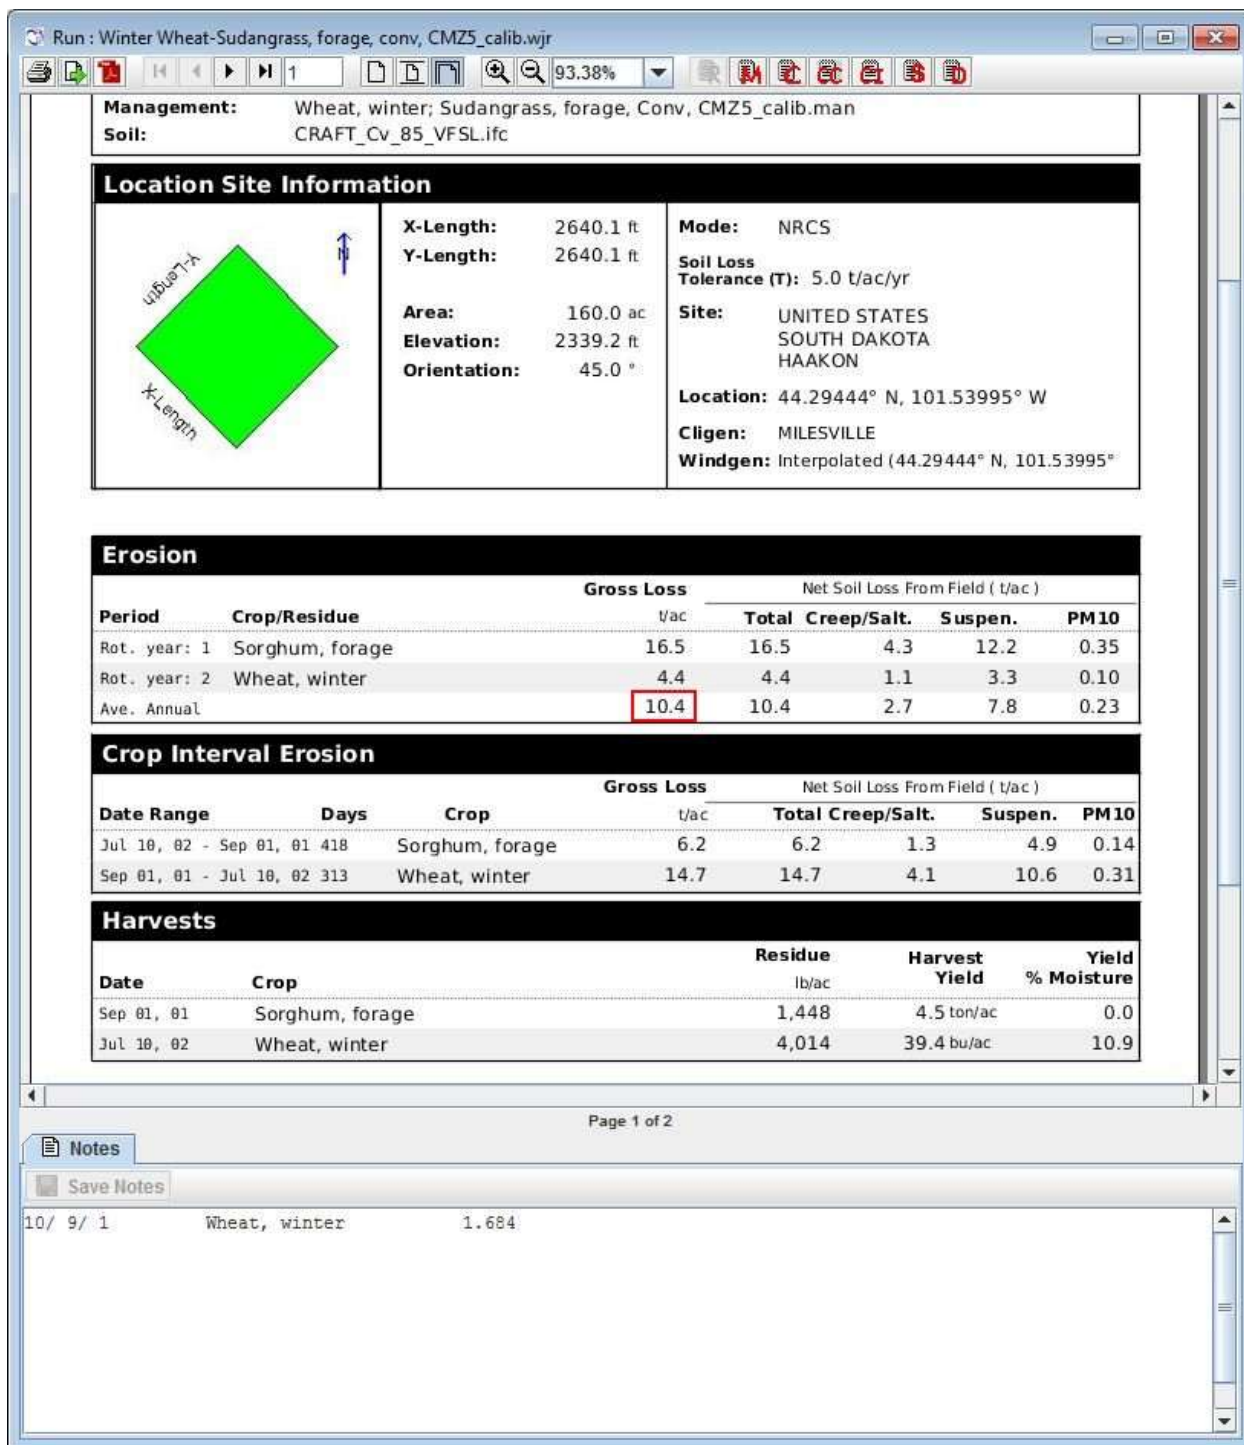 Run : Winter Wheat-Sudangrass, forage, conv, CMZ5_calib.wjr
1 93.38% R M C CC CI S D
Management: Wheat, winter; Sudangrass, forage, Conv, CMZ5_calib.man
Soil: CRAFT_Cv_85_VFSL.ifc
Location Site Information
Y-Length
X-Length
N
X-Length: 2640.1 ft
Y-Length: 2640.1 ft
Area: 160.0 ac
Elevation: 2339.2 ft
Orientation: 45.0 °
Mode: NRCS
Soil Loss
Tolerance (T): 5.0 t/ac/yr
Site: UNITED STATES
SOUTH DAKOTA
HAAKON
Location: 44.29444° N, 101.53995° W
Cligen: MILESVILLE
Windgen: Interpolated (44.29444° N, 101.53995°
Erosion
Gross Loss Net Soil Loss From Field ( t/ac )
Period Crop/Residue t/ac Total Creep/Salt. Suspen. PM10
Rot. year: 1 Sorghum, forage 16.5 16.5 4.3 12.2 0.35
Rot. year: 2 Wheat, winter 4.4 4.4 1.1 3.3 0.10
Ave. Annual 10.4 10.4 2.7 7.8 0.23
Crop Interval Erosion
Gross Loss Net Soil Loss From Field ( t/ac )
Date Range Days Crop t/ac Total Creep/Salt. Suspen. PM10
Jul 10, 02 - Sep 01, 01 418 Sorghum, forage 6.2 6.2 1.3 4.9 0.14
Sep 01, 01 - Jul 10, 02 313 Wheat, winter 14.7 14.7 4.1 10.6 0.31
Harvests
Residue Harvest Yield
Date Crop lb/ac Yield % Moisture
Sep 01, 01 Sorghum, forage 1,448 4.5 ton/ac 0.0
Jul 10, 02 Wheat, winter 4,014 39.4 bu/ac 10.9
Page 1 of 2
Notes
Save Notes
10/ 9/ 1 Wheat, winter 1.684